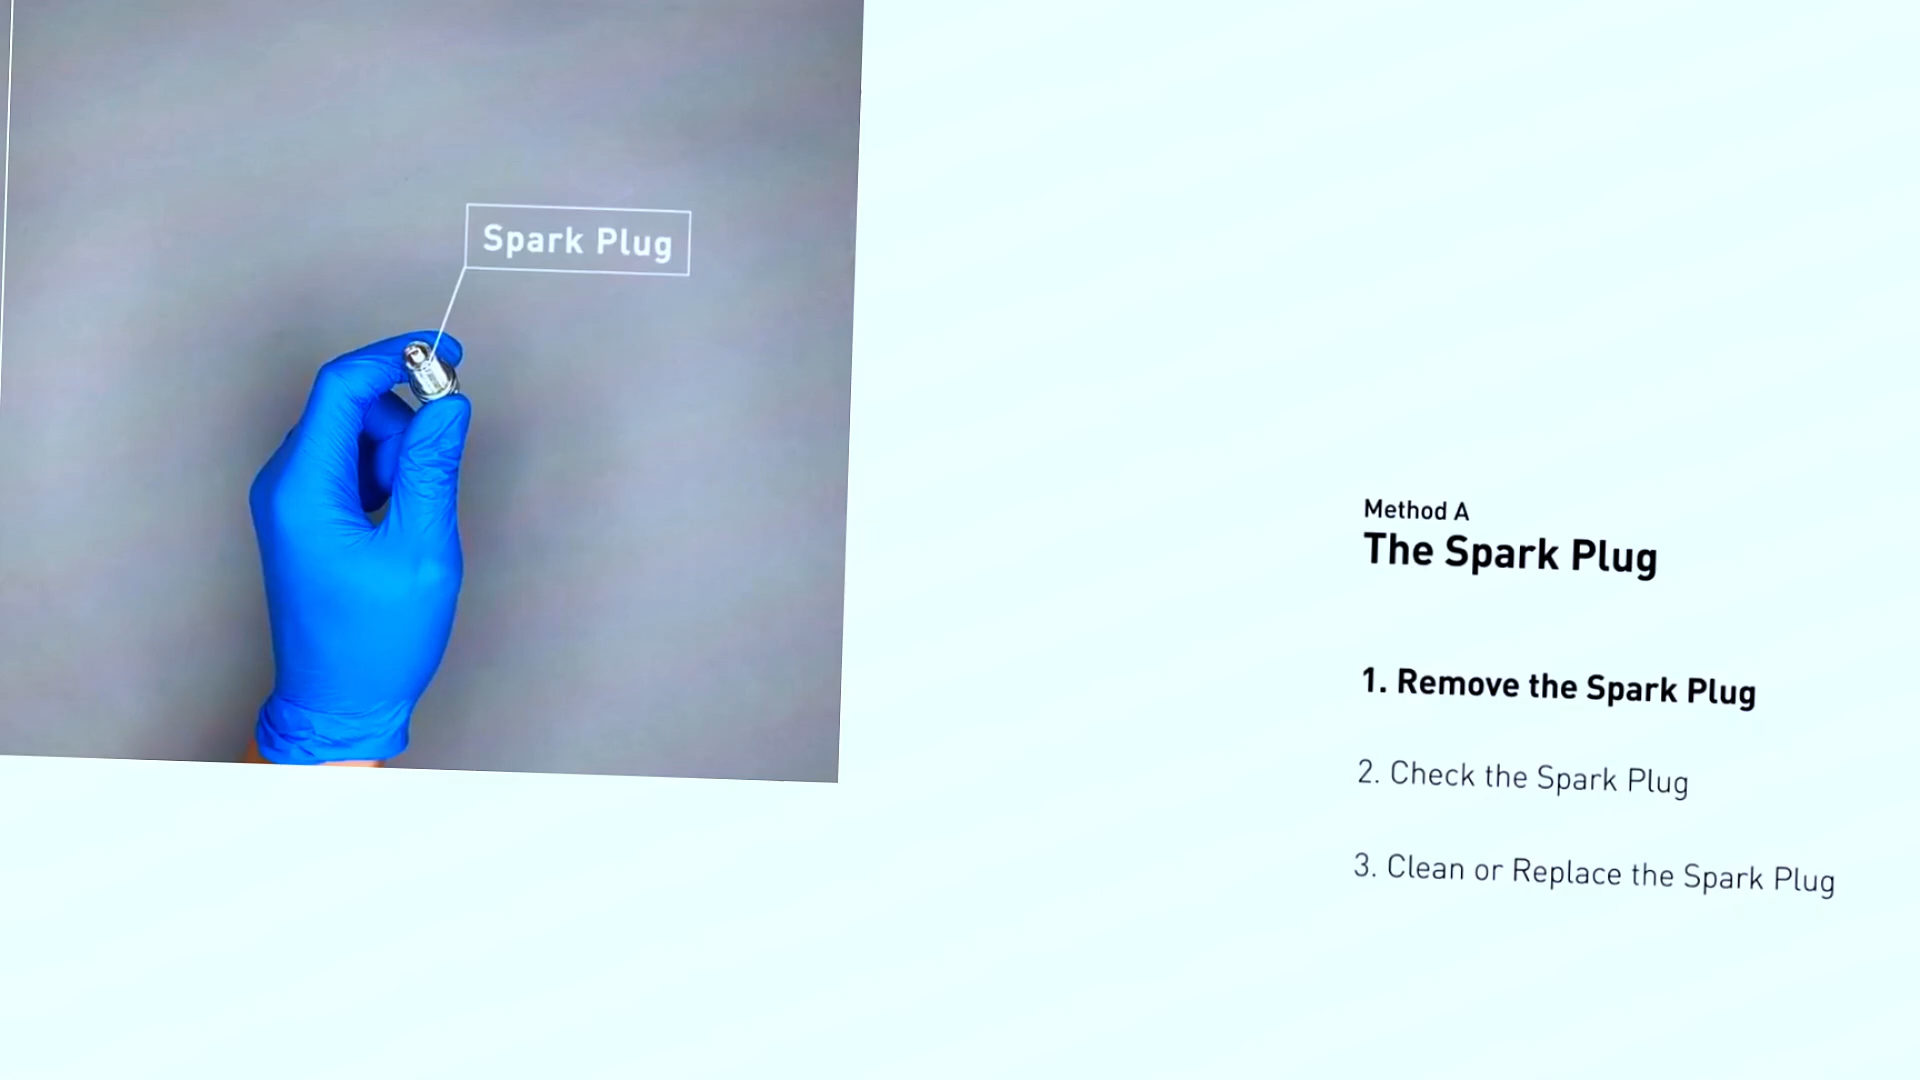 Spark Plug
Method A
The Spark Plug
1. Remove the Spark Plug
2. Check the Spark Plug
3. Clean or Replace the Spark Plug